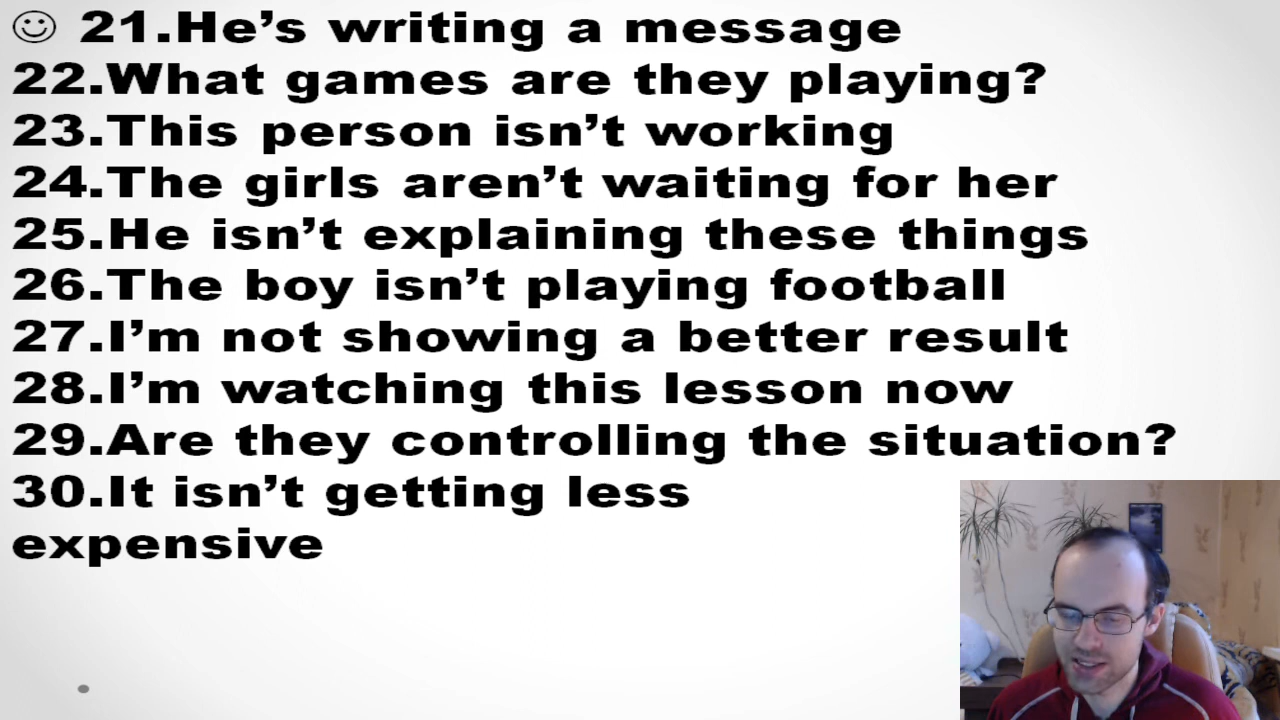 ☺ 21.He’s writing a message
22.What games are they playing?
23.This person isn’t working
24.The girls aren’t waiting for her
25.He isn’t explaining these things
26.The boy isn’t playing football
27.I’m not showing a better result
28.I’m watching this lesson now
29.Are they controlling the situation?
30.It isn’t getting less
expensive